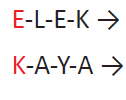 E-L-E-K →
K-A-Y-A →